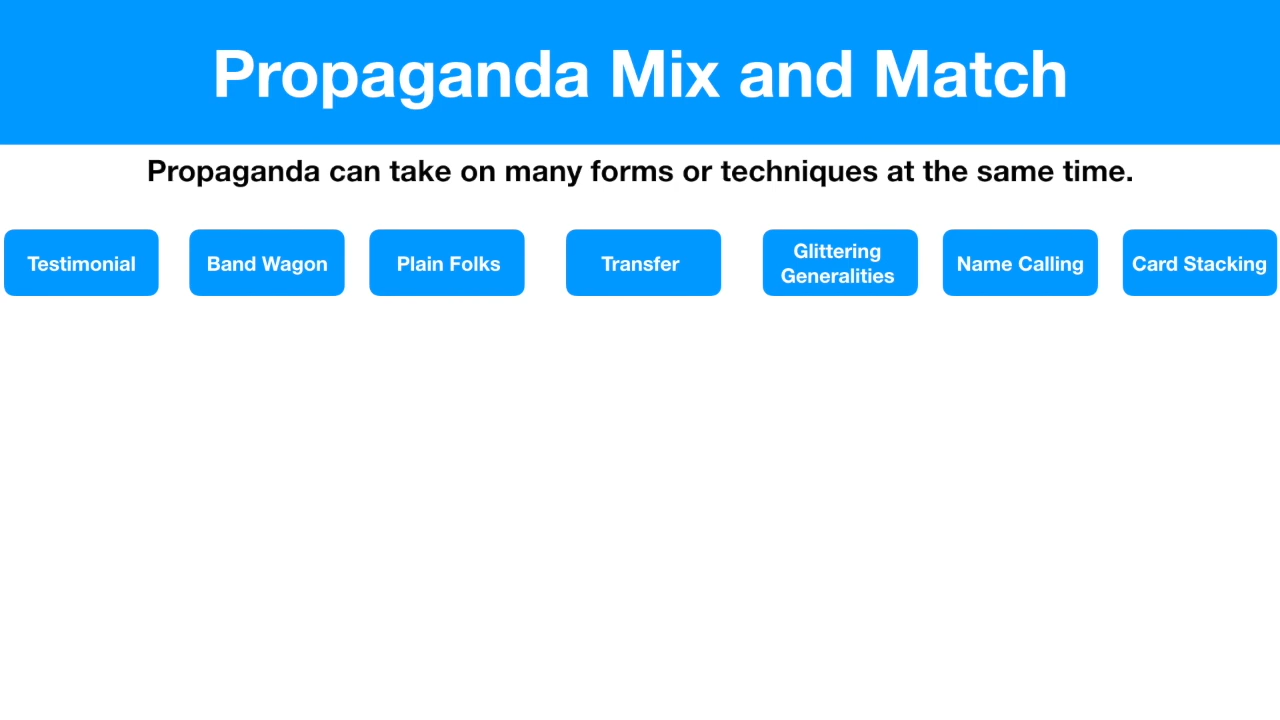 Propaganda Mix and Match
Propaganda can take on many forms or techniques at the same time.
Testimonial
Band Wagon
Plain Folks
Transfer
Glittering
Generalities
Name Calling
Card Stacking